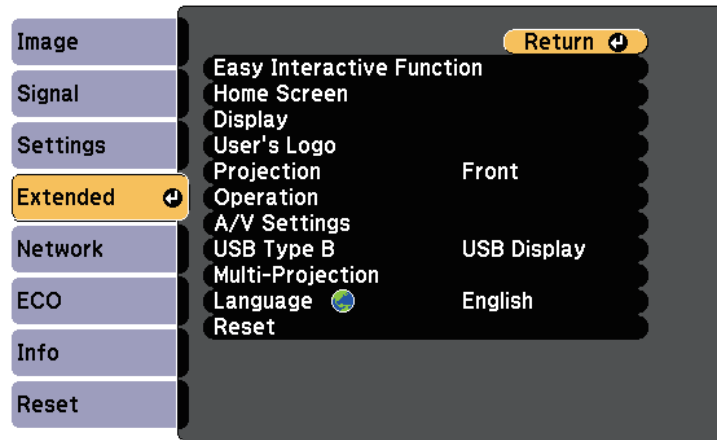 Image
Signal
Settings
Extended
Network
ECO
Info
Reset
Return
Easy Interactive Function
Home Screen
Display
User's Logo
Projection Front
Operation
A/V Settings
USB Type B USB Display
Multi-Projection
Language English
Reset